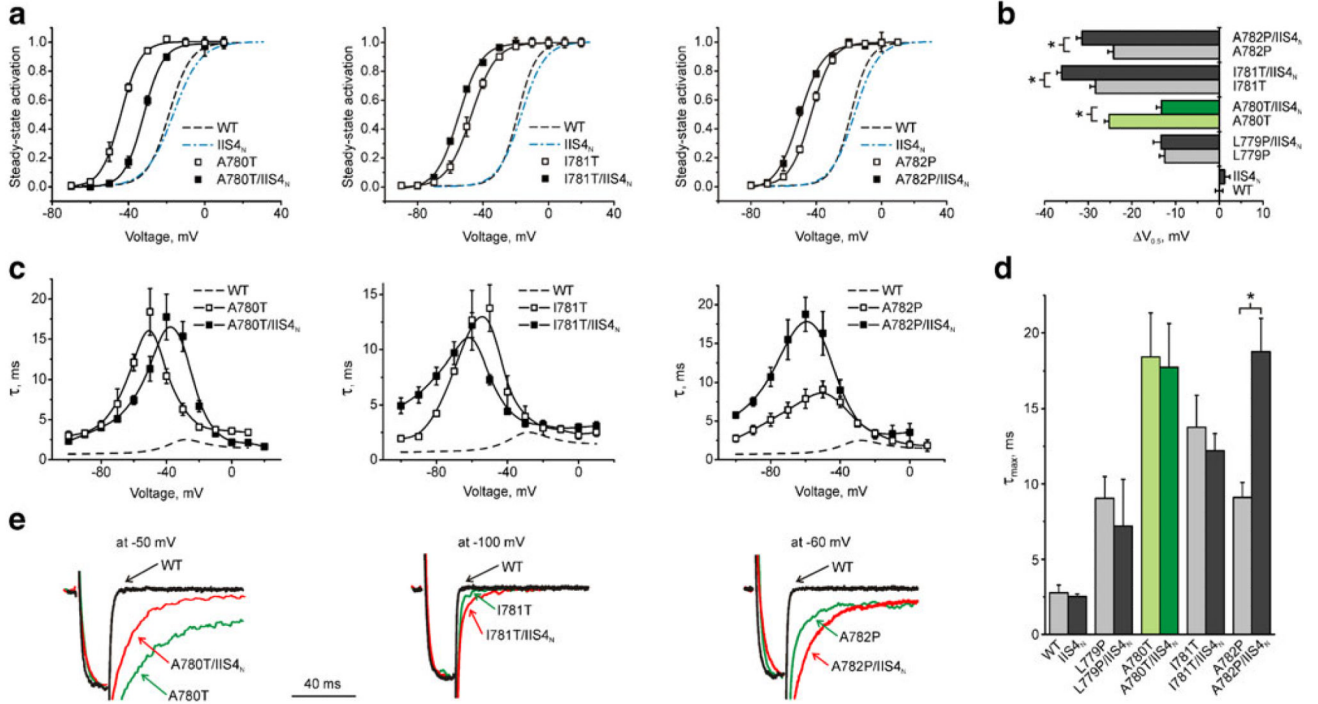 a
Steady-state activation
1.0
0.8
0.6
0.4
0.2
0.0
-80
-40
0
40
Voltage, mV
WT
IIS4N
A780T
A780T/IIS4N
Steady-state activation
1.0
0.8
0.6
0.4
0.2
0.0
-80
-40
0
40
Voltage, mV
WT
IIS4N
I781T
I781T/IIS4N
Steady-state activation
1.0
0.8
0.6
0.4
0.2
0.0
-80
-40
0
40
Voltage, mV
WT
IIS4N
A782P
A782P/IIS4N
b
*
*
*
A782P/IIS4N
A782P
I781T/IIS4N
I781T
A780T/IIS4N
A780T
L779P/IIS4N
L779P
IIS4N
WT
-40
-30
-20
-10
0
10
ΔV0.5, mV
c
τ, ms
20
15
10
5
0
-80
-40
0
Voltage, mV
WT
A780T
A780T/IIS4N
τ, ms
15
10
5
0
-80
-40
0
Voltage, mV
WT
I781T
I781T/IIS4N
τ, ms
20
15
10
5
0
-80
-40
0
Voltage, mV
WT
A782P
A782P/IIS4N
d
τmax, ms
20
15
10
5
0
*
WT
IIS4N
L779P
L779P/IIS4N
A780T
A780T/IIS4N
I781T
I781T/IIS4N
A782P
A782P/IIS4N
e
at -50 mV
WT
A780T/IIS4N
A780T
40 ms
at -100 mV
WT
I781T
I781T/IIS4N
at -60 mV
WT
A782P
A782P/IIS4N